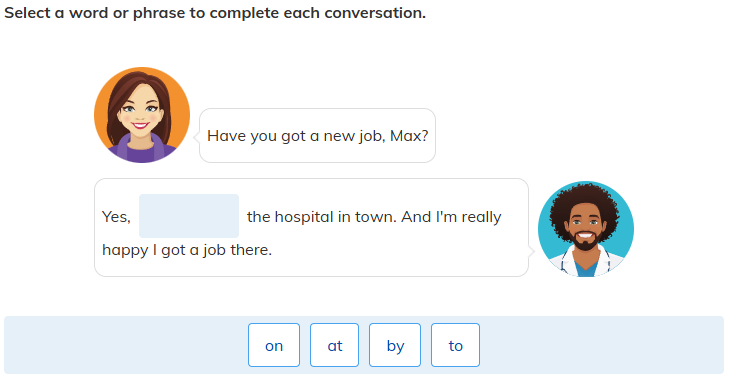 Select a word or phrase to complete each conversation.
Have you got a new job, Max?
Yes, the hospital in town. And I'm really
happy I got a job there.
on at by to